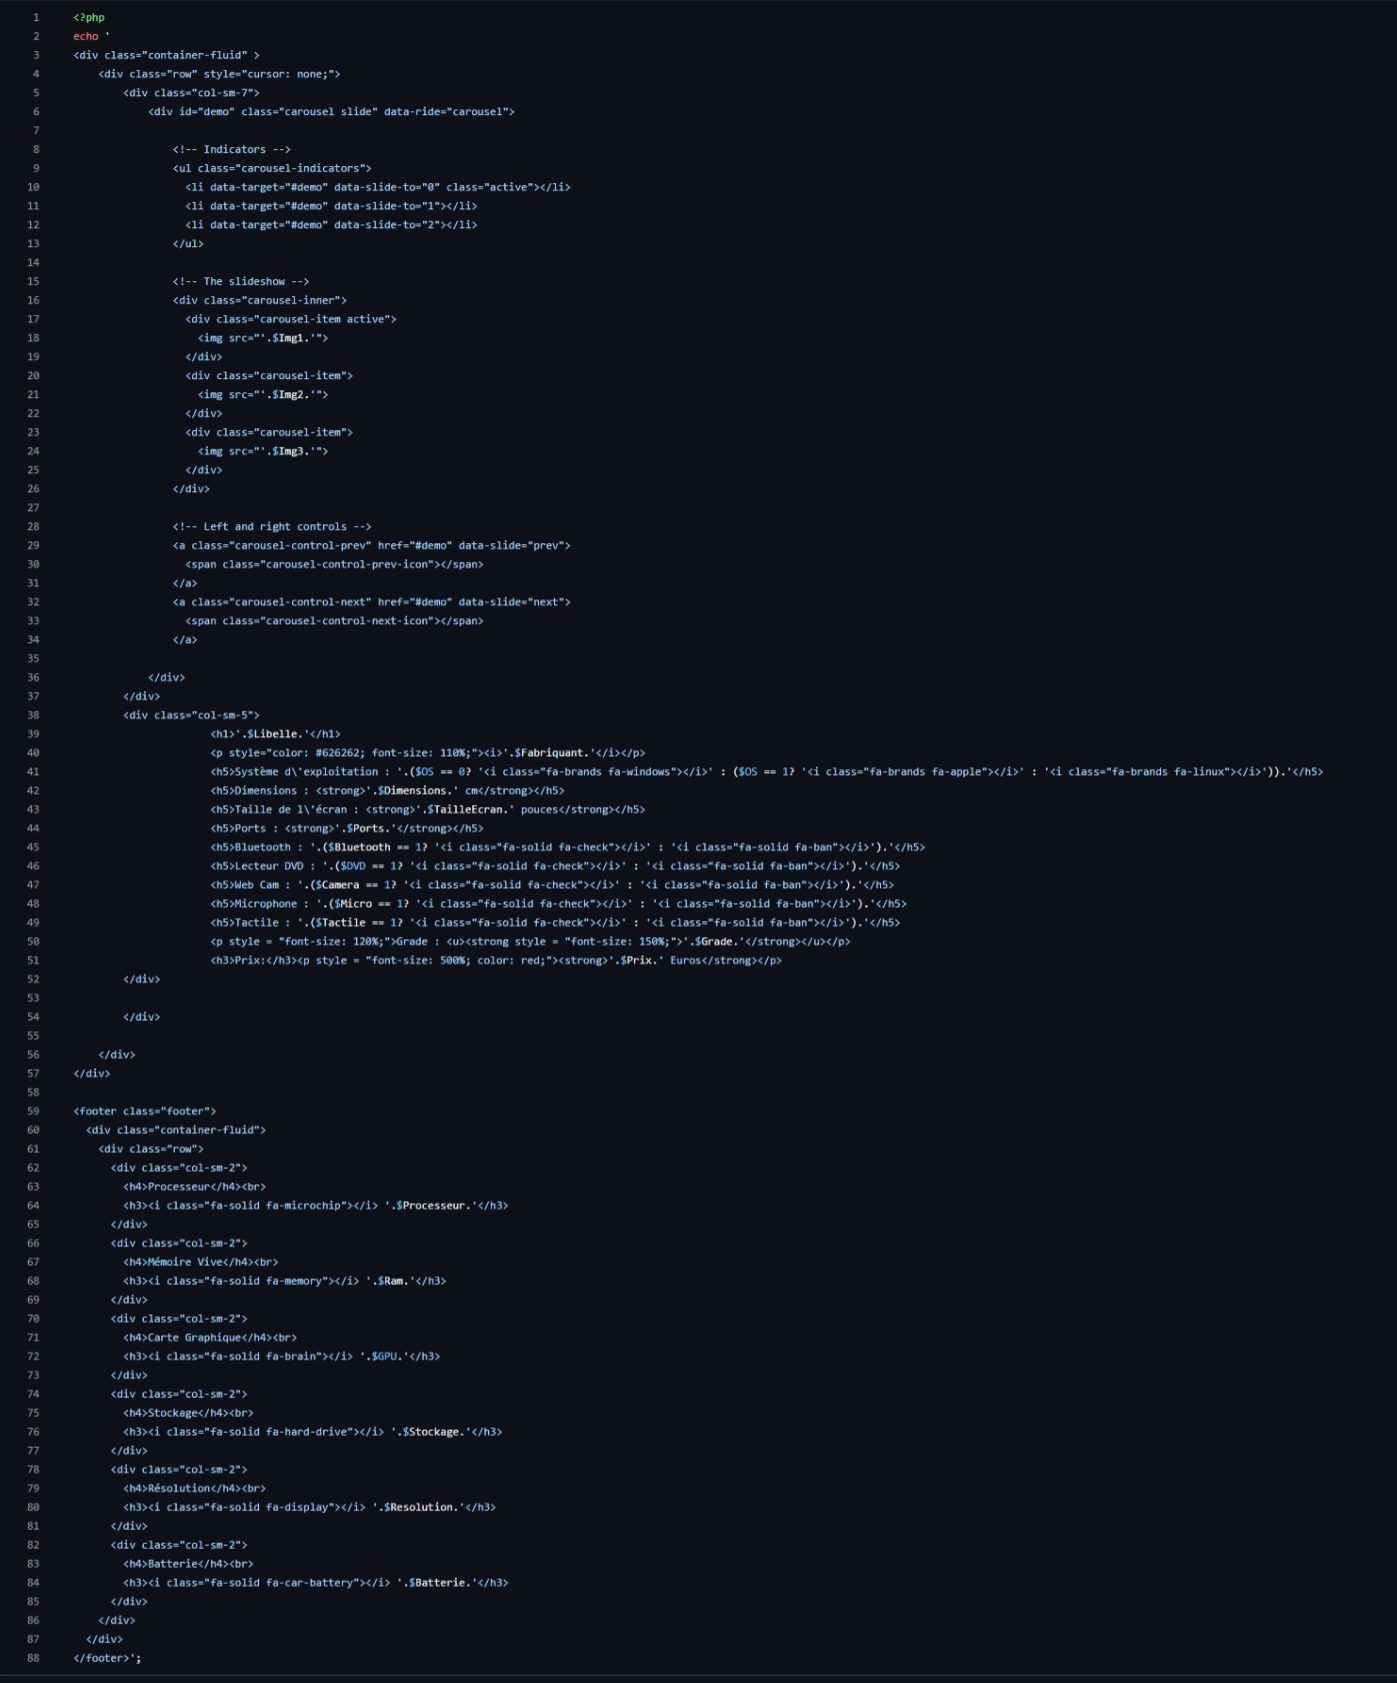 1 <?php
2 echo '
3 <div class="container-fluid" >
4     <div class="row" style="cursor: none;">
5         <div class="col-sm-7">
6             <div id="demo" class="carousel slide" data-ride="carousel">
7
8                 <!-- Indicators -->
9                 <ul class="carousel-indicators">
10                   <li data-target="#demo" data-slide-to="0" class="active"></li>
11                   <li data-target="#demo" data-slide-to="1"></li>
12                   <li data-target="#demo" data-slide-to="2"></li>
13                 </ul>
14
15                 <!-- The slideshow -->
16                 <div class="carousel-inner">
17                   <div class="carousel-item active">
18                     <img src="'.$Img1.'">
19                   </div>
20                   <div class="carousel-item">
21                     <img src="'.$Img2.'">
22                   </div>
23                   <div class="carousel-item">
24                     <img src="'.$Img3.'">
25                   </div>
26                 </div>
27
28                 <!-- Left and right controls -->
29                 <a class="carousel-control-prev" href="#demo" data-slide="prev">
30                   <span class="carousel-control-prev-icon"></span>
31                 </a>
32                 <a class="carousel-control-next" href="#demo" data-slide="next">
33                   <span class="carousel-control-next-icon"></span>
34                 </a>
35
36             </div>
37         </div>
38         <div class="col-sm-5">
39                       <h1>'.$Libelle.'</h1>
40                       <p style="color: #626262; font-size: 110%;"><i>'.$Fabriquant.'</i></p>
41                       <h5>Système d\'exploitation : '.($OS == 0? '<i class="fa-brands fa-windows"></i>' : ($OS == 1? '<i class="fa-brands fa-apple"></i>' : '<i class="fa-brands fa-linux"></i>')).'</h5>
42                       <h5>Dimensions : <strong>'.$Dimensions.' cm</strong></h5>
43                       <h5>Taille de l\'écran : <strong>'.$TailleEcran.' pouces</strong></h5>
44                       <h5>Ports : <strong>'.$Ports.'</strong></h5>
45                       <h5>Bluetooth : '.($Bluetooth == 1? '<i class="fa-solid fa-check"></i>' : '<i class="fa-solid fa-ban"></i>').'</h5>
46                       <h5>Lecteur DVD : '.($DVD == 1? '<i class="fa-solid fa-check"></i>' : '<i class="fa-solid fa-ban"></i>').'</h5>
47                       <h5>Web Cam : '.($Camera == 1? '<i class="fa-solid fa-check"></i>' : '<i class="fa-solid fa-ban"></i>').'</h5>
48                       <h5>Microphone : '.($Micro == 1? '<i class="fa-solid fa-check"></i>' : '<i class="fa-solid fa-ban"></i>').'</h5>
49                       <h5>Tactile : '.($Tactile == 1? '<i class="fa-solid fa-check"></i>' : '<i class="fa-solid fa-ban"></i>').'</h5>
50                       <p style = "font-size: 120%;">Grade : <u><strong style = "font-size: 150%;">'.$Grade.'</strong></u></p>
51                       <h3>Prix:</h3><p style = "font-size: 500%; color: red;"><strong>'.$Prix.' Euros</strong></p>
52         </div>
53
54         </div>
55
56     </div>
57 </div>
58
59 <footer class="footer">
60   <div class="container-fluid">
61     <div class="row">
62       <div class="col-sm-2">
63         <h4>Processeur</h4><br>
64         <h3><i class="fa-solid fa-microchip"></i> '.$Processeur.'</h3>
65       </div>
66       <div class="col-sm-2">
67         <h4>Mémoire Vive</h4><br>
68         <h3><i class="fa-solid fa-memory"></i> '.$Ram.'</h3>
69       </div>
70       <div class="col-sm-2">
71         <h4>Carte Graphique</h4><br>
72         <h3><i class="fa-solid fa-brain"></i> '.$GPU.'</h3>
73       </div>
74       <div class="col-sm-2">
75         <h4>Stockage</h4><br>
76         <h3><i class="fa-solid fa-hard-drive"></i> '.$Stockage.'</h3>
77       </div>
78       <div class="col-sm-2">
79         <h4>Résolution</h4><br>
80         <h3><i class="fa-solid fa-display"></i> '.$Resolution.'</h3>
81       </div>
82       <div class="col-sm-2">
83         <h4>Batterie</h4><br>
84         <h3><i class="fa-solid fa-car-battery"></i> '.$Batterie.'</h3>
85       </div>
86     </div>
87   </div>
88 </footer>';